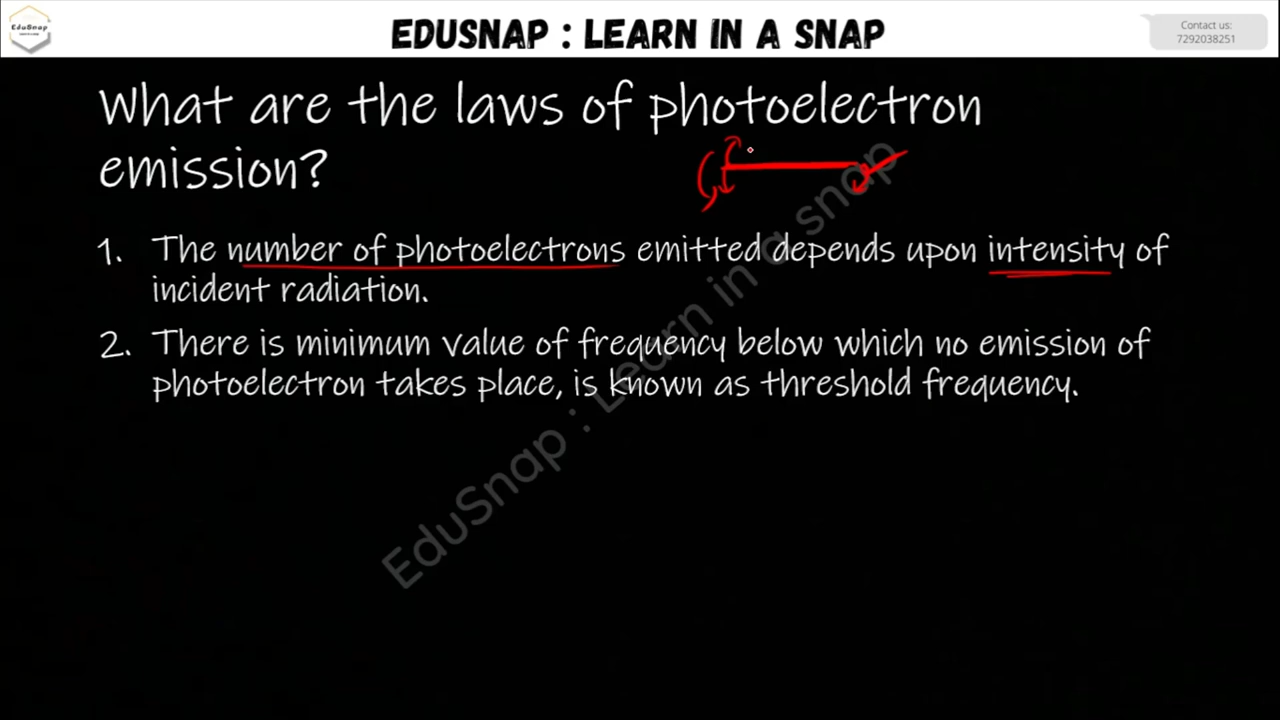 EduSnap
EDUSNAP : LEARN IN A SNAP
Contact us:
7292038251
What are the laws of photoelectron
emission?
1. The number of photoelectrons emitted depends upon intensity of
incident radiation.
2. There is minimum value of frequency below which no emission of
photoelectron takes place, is known as threshold frequency.
EduSnap : Learn in a snap